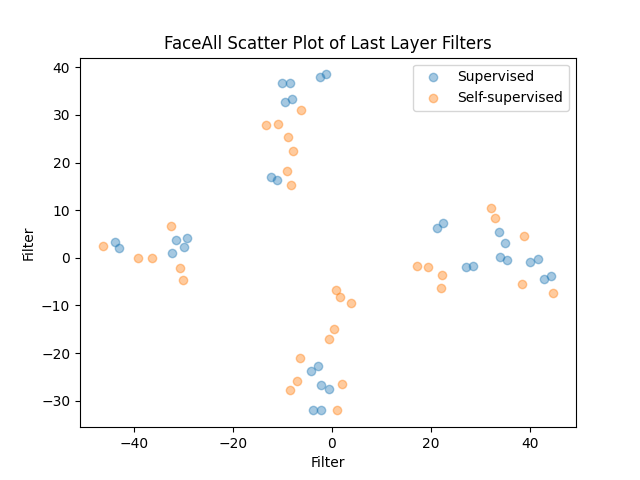 FaceAll Scatter Plot of Last Layer Filters
Supervised
Self-supervised
40
30
20
10
0
−10
−20
−30
Filter
−40
−20
0
20
40
Filter